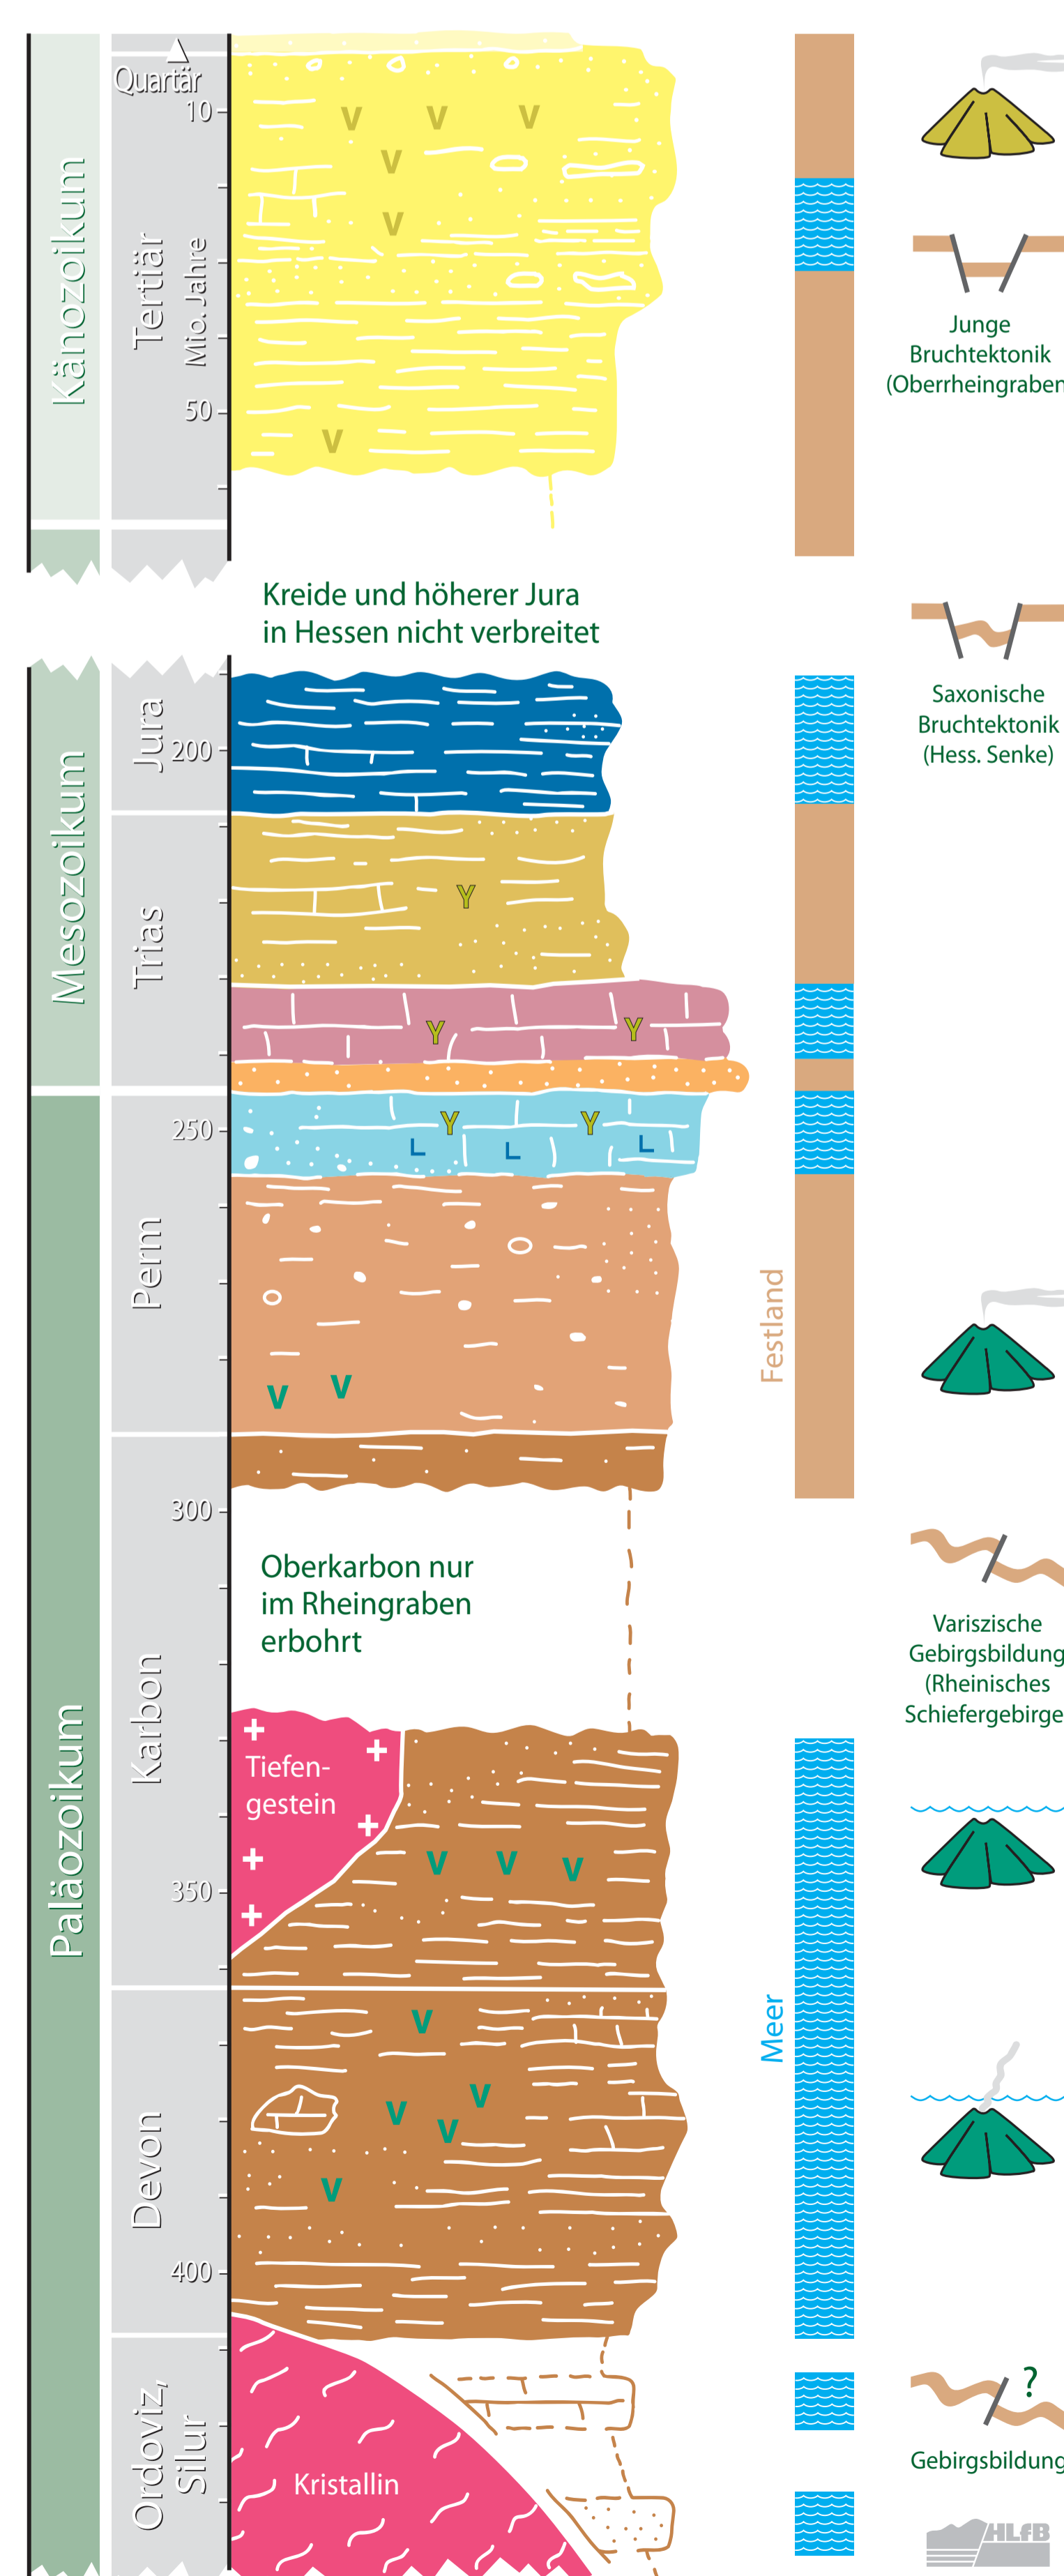 Känozoikum
Quartär
10
Tertiär
Mio. Jahre
50
Junge
Bruchtektonik
(Oberrheingraben
Kreide und höherer Jura
in Hessen nicht verbreitet
Mesozoikum
Jura
200
Saxonische
Bruchtektonik
(Hess. Senke)
V
V
V
V
V
V
Trias
Y
Y
Y
Paläozoikum
250
Y
Y
L
L
L
Perm
Festland
V
V
300
Oberkarbon nur
im Rheingraben
erbohrt
Karbon
Variszische
Gebirgsbildung
(Rheinisches
Schiefergebirge
Tiefen-
gestein
350
V
V
V
Meer
Devon
V
V
V
V
V
400
Ordoviz,
Silur
Kristallin
?
Gebirgsbildung
HLfB